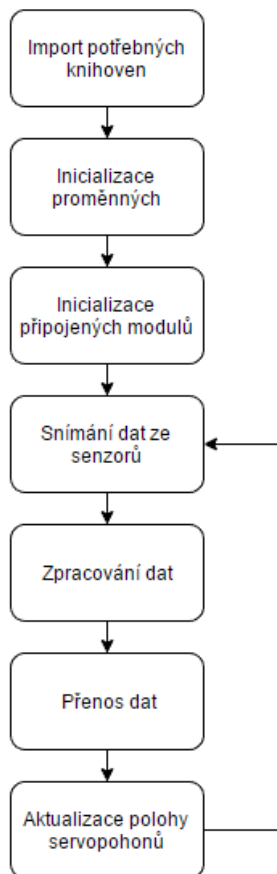 Import potřebných
knihoven
Inicializace
proměnných
Inicializace
připojených modulů
Snímání dat ze
senzorů
Zpracování dat
Přenos dat
Aktualizace polohy
servopohonů